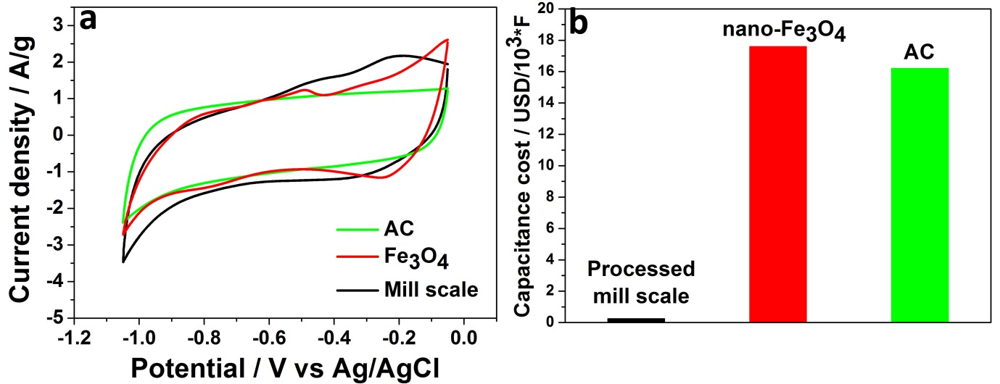 a
Current density / A/g
3
2
1
0
-1
-2
-3
-4
-5
-1.2 -1.0 -0.8 -0.6 -0.4 -0.2 0.0
Potential / V vs Ag/AgCl
AC
Fe3O4
Mill scale
b
Capacitance cost / USD/10³*F
20
18
16
14
12
10
8
6
4
2
0
Processed
mill scale
nano-Fe3O4
AC